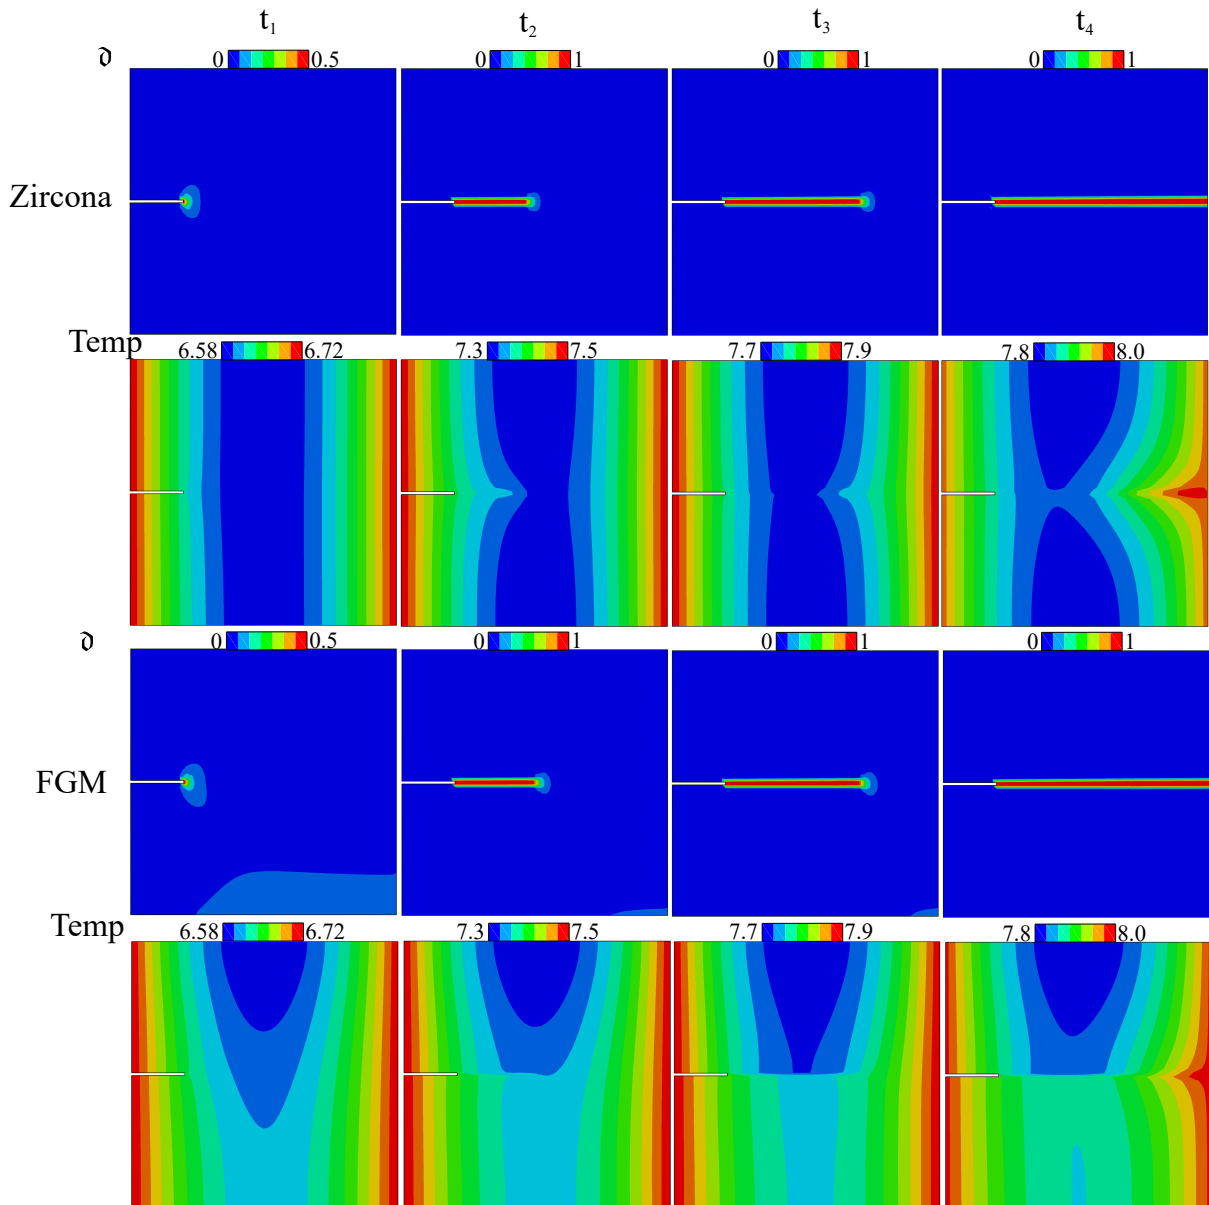 t₁ t₂ t₃ t₄
𝔡 0 0.5 0 1 0 1 0 1
Zircona
Temp 6.58 6.72 7.3 7.5 7.7 7.9 7.8 8.0
𝔡 0 0.5 0 1 0 1 0 1
FGM
Temp 6.58 6.72 7.3 7.5 7.7 7.9 7.8 8.0